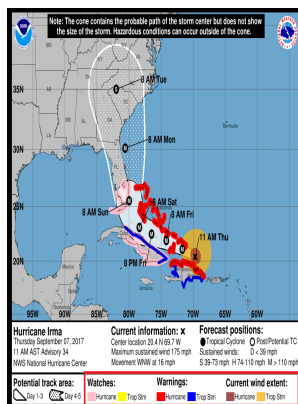 Note: The cone contains the probable path of the storm center but does not show
the size of the storm. Hazardous conditions can occur outside of the cone.
8 AM Tue
35N
8 AM Mon
30N
Bermuda
8 AM Sat
8 AM Fri
25N
8 AM Sun
11 AM Thu
20N
8 PM Fri
15N
95W 90W 85W 80W 75W 70W 65W 60W
Hurricane Irma
Thursday September 07, 2017
11 AM AST Advisory 34
NWS National Hurricane Center
Current information: x
Center location 20.4 N 69.7 W
Maximum sustained wind 175 mph
Movement WNW at 16 mph
Forecast positions:
Tropical Cyclone Post/Potential TC
Sustained winds: D < 39 mph
S 39-73 mph H 74-110 mph M > 110 mph
Potential track area:
Day 1-3 Day 4-5
Watches:
Hurricane Trop Stm
Warnings:
Hurricane Trop Stm
Current wind extent:
Hurricane Trop Stm